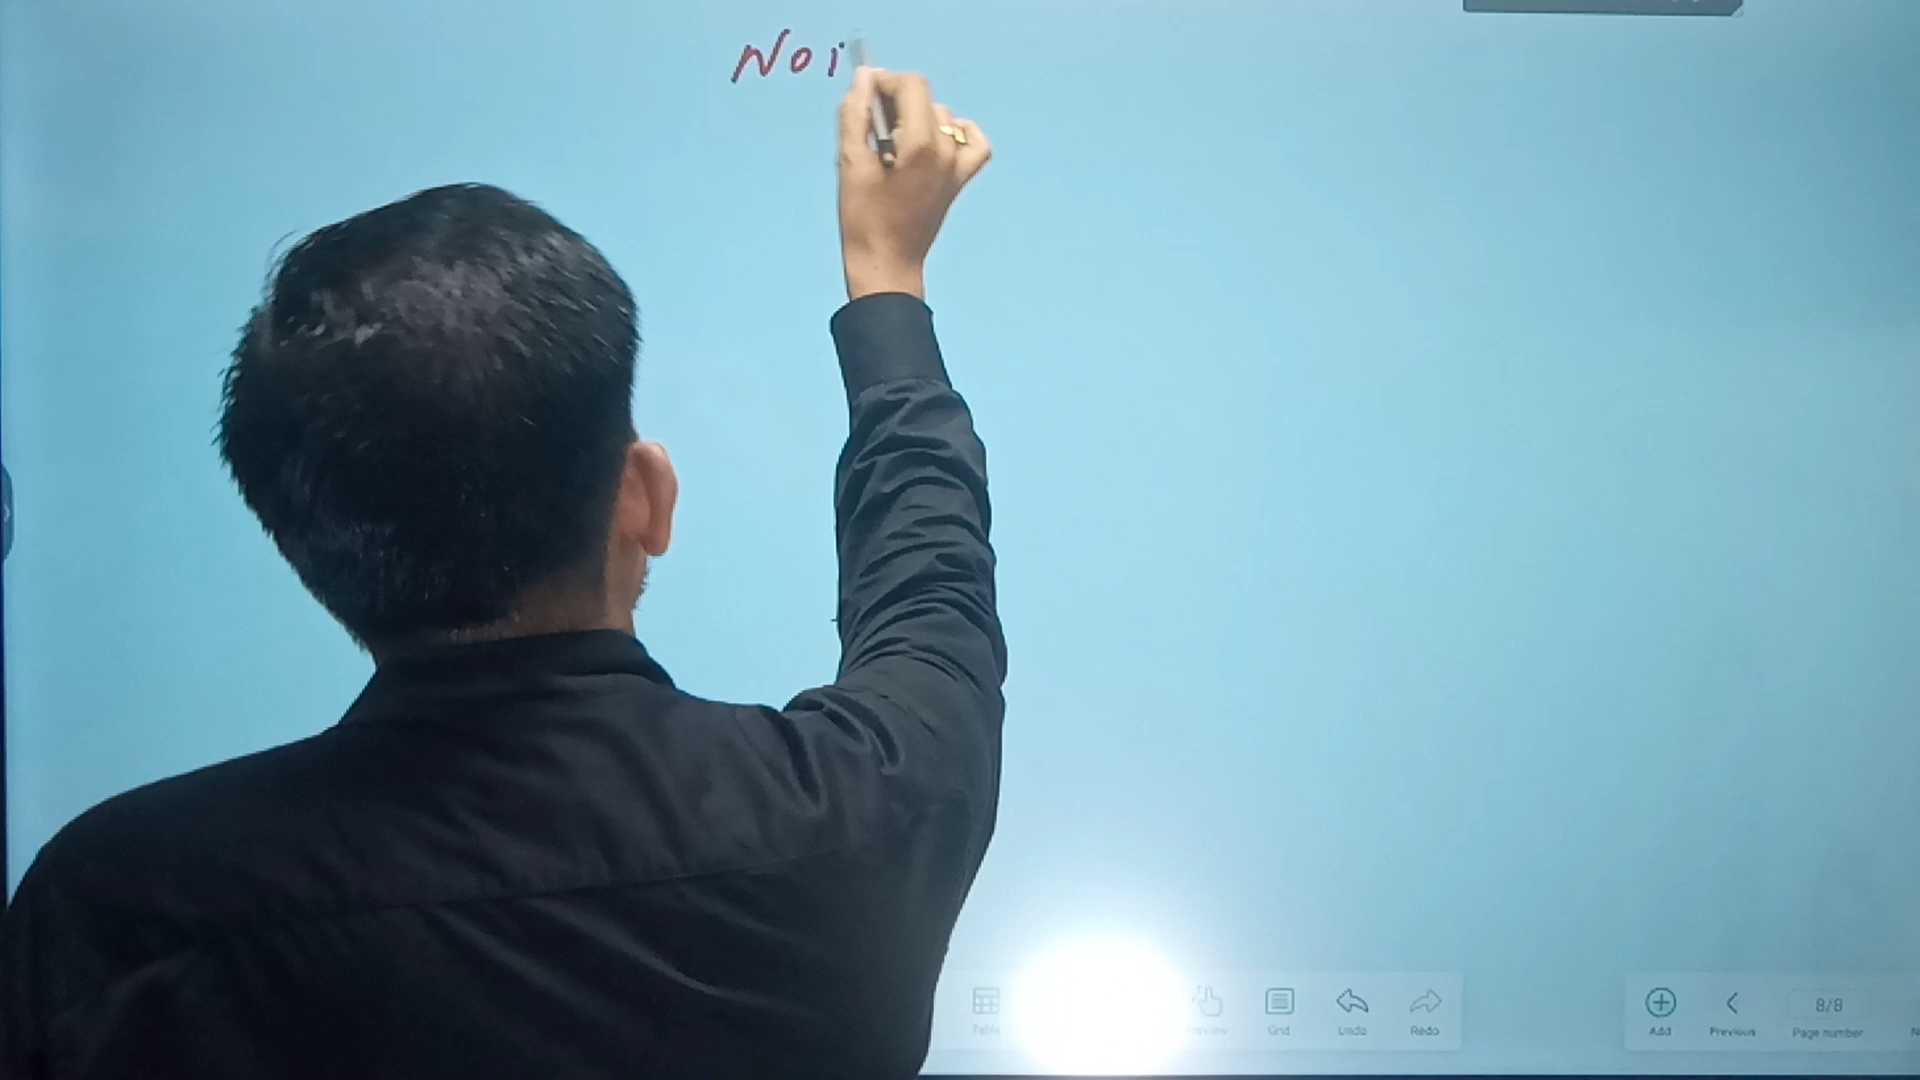 Noi
Table
Grid
Undo
Redo
Add
Previous
8/8
Page number